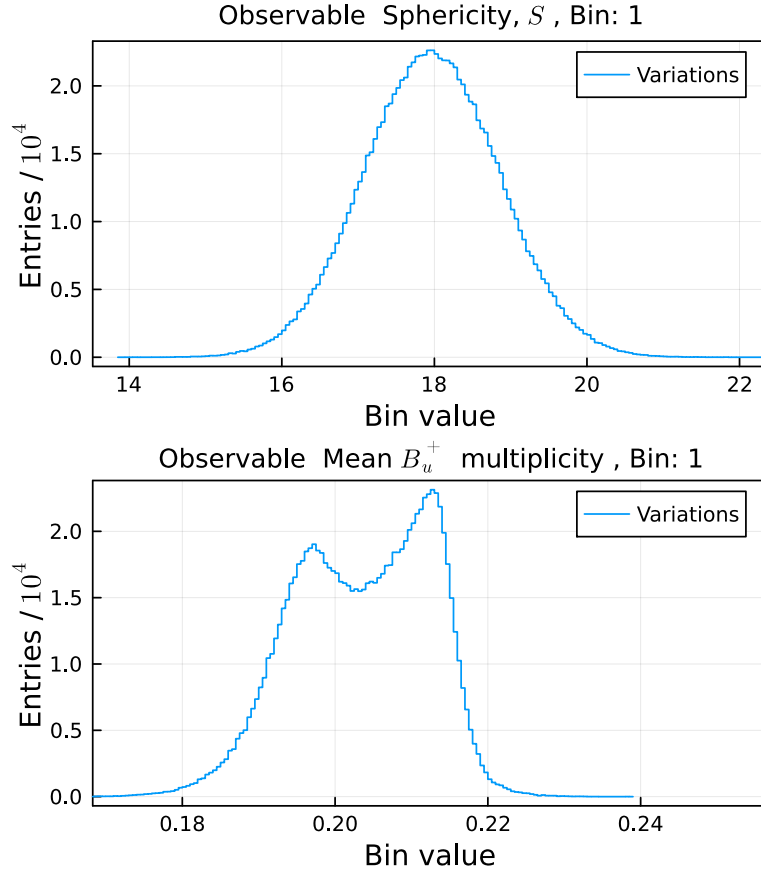 Observable Sphericity, S , Bin: 1
Variations
2.0
1.5
1.0
0.5
0.0
Entries / 10^4
14 16 18 20 22
Bin value
Observable Mean B_u^+ multiplicity , Bin: 1
Variations
2.0
1.5
1.0
0.5
0.0
Entries / 10^4
0.18 0.20 0.22 0.24
Bin value